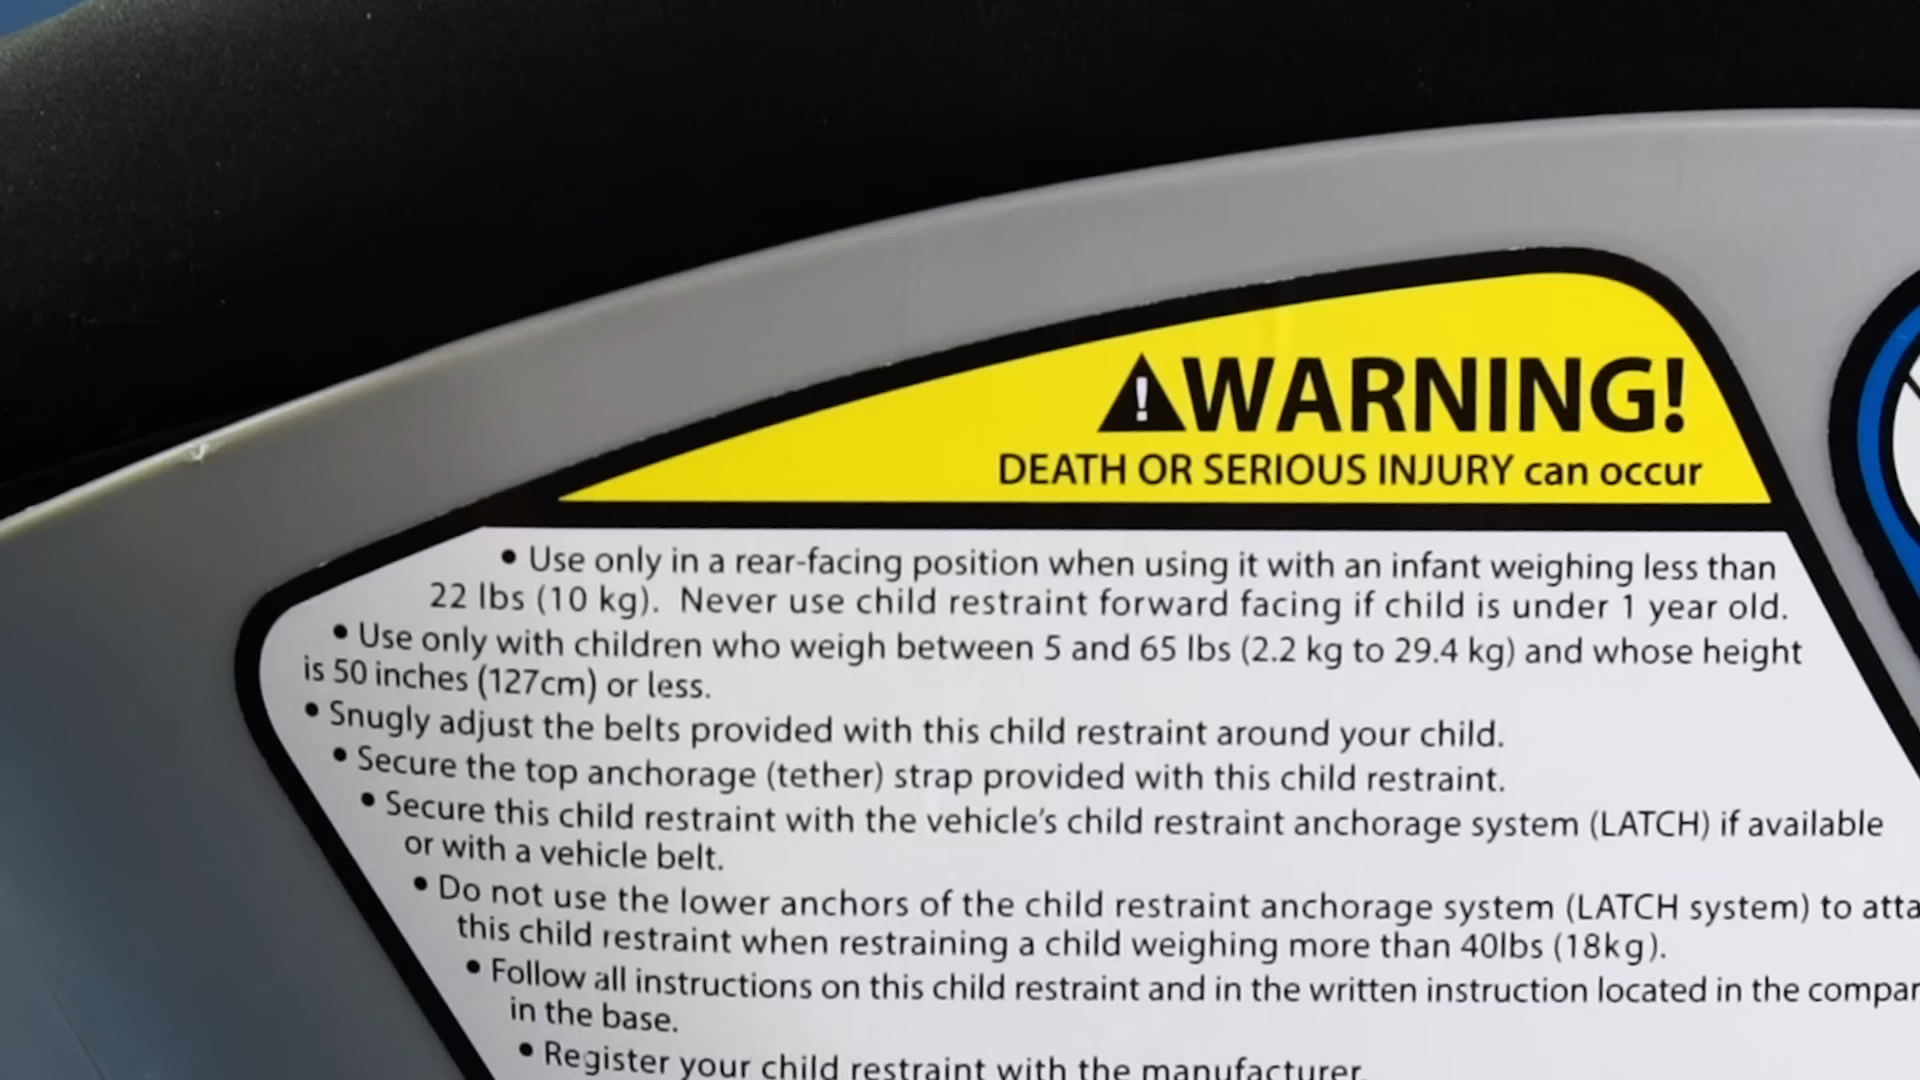 WARNING!
DEATH OR SERIOUS INJURY can occur
• Use only in a rear-facing position when using it with an infant weighing less than
22 lbs (10 kg). Never use child restraint forward facing if child is under 1 year old.
• Use only with children who weigh between 5 and 65 lbs (2.2 kg to 29.4 kg) and whose height
is 50 inches (127cm) or less.
• Snugly adjust the belts provided with this child restraint around your child.
• Secure the top anchorage (tether) strap provided with this child restraint.
• Secure this child restraint with the vehicle's child restraint anchorage system (LATCH) if available
or with a vehicle belt.
• Do not use the lower anchors of the child restraint anchorage system (LATCH system) to atta
this child restraint when restraining a child weighing more than 40lbs (18kg).
• Follow all instructions on this child restraint and in the written instruction located in the compar
in the base.
• Register your child restraint with the manufacturer.